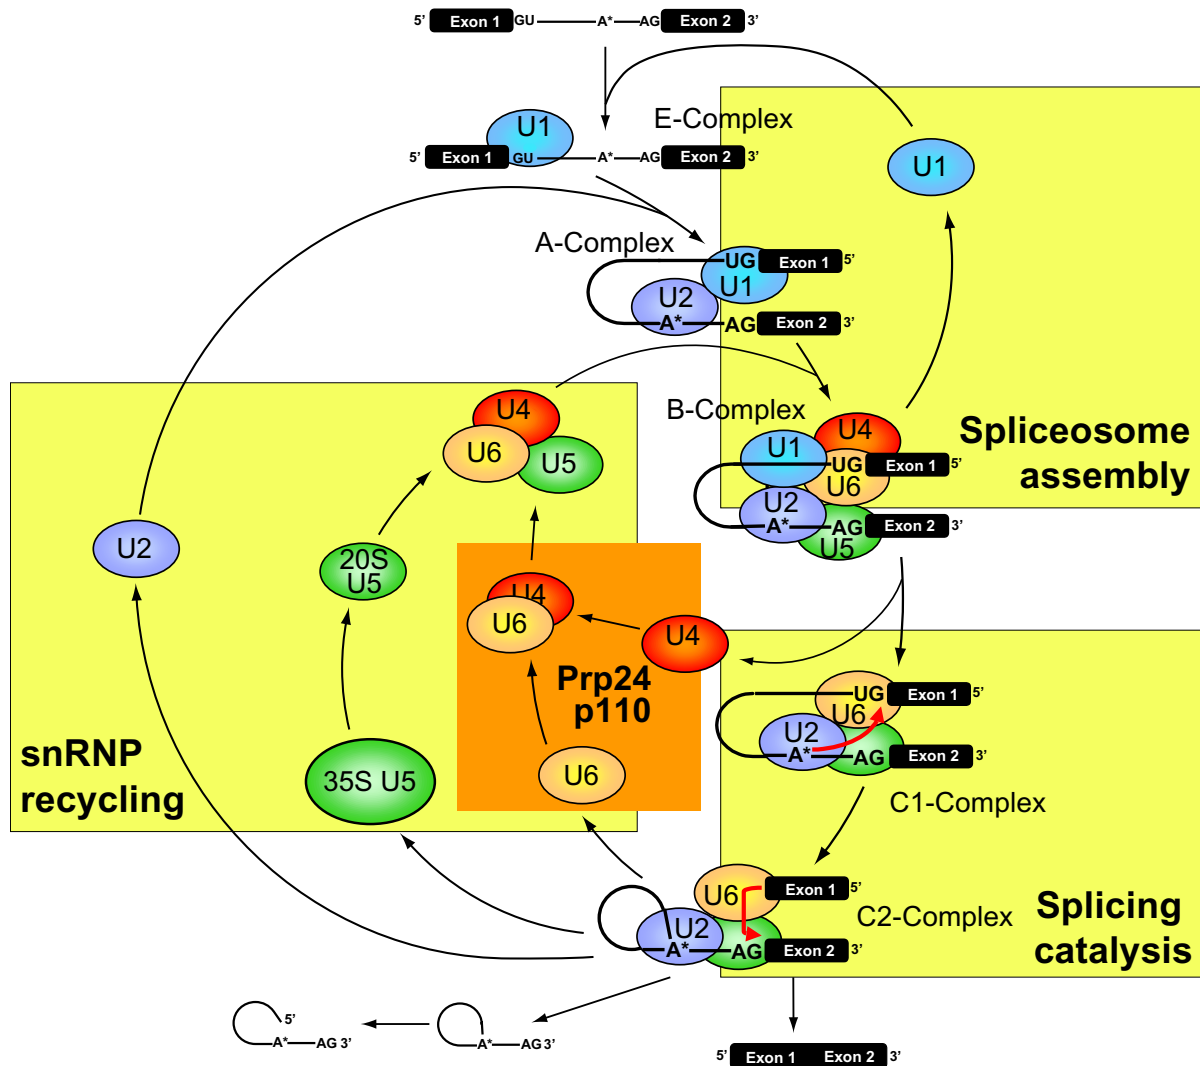 5’ Exon 1 GU A* AG Exon 2 3’
E-Complex
U1
5’ Exon 1 GU A* AG Exon 2 3’
U1
A-Complex
UG Exon 1 5’
U1
U2
A* AG Exon 2 3’
B-Complex
U4
U1
UG Exon 1 5’
U6
U2
A* AG Exon 2 3’
U5
Spliceosome
assembly
U4
U6
U5
U2
20S
U5
U4
U6
U4
Prp24
p110
U6
35S U5
snRNP
recycling
UG Exon 1 5’
U6
U2
A* AG Exon 2 3’
C1-Complex
U6
Exon 1 5’
C2-Complex
U2
A* AG Exon 2 3’
Splicing
catalysis
5’
A* AG 3’
A* AG 3’
5’ Exon 1 Exon 2 3’